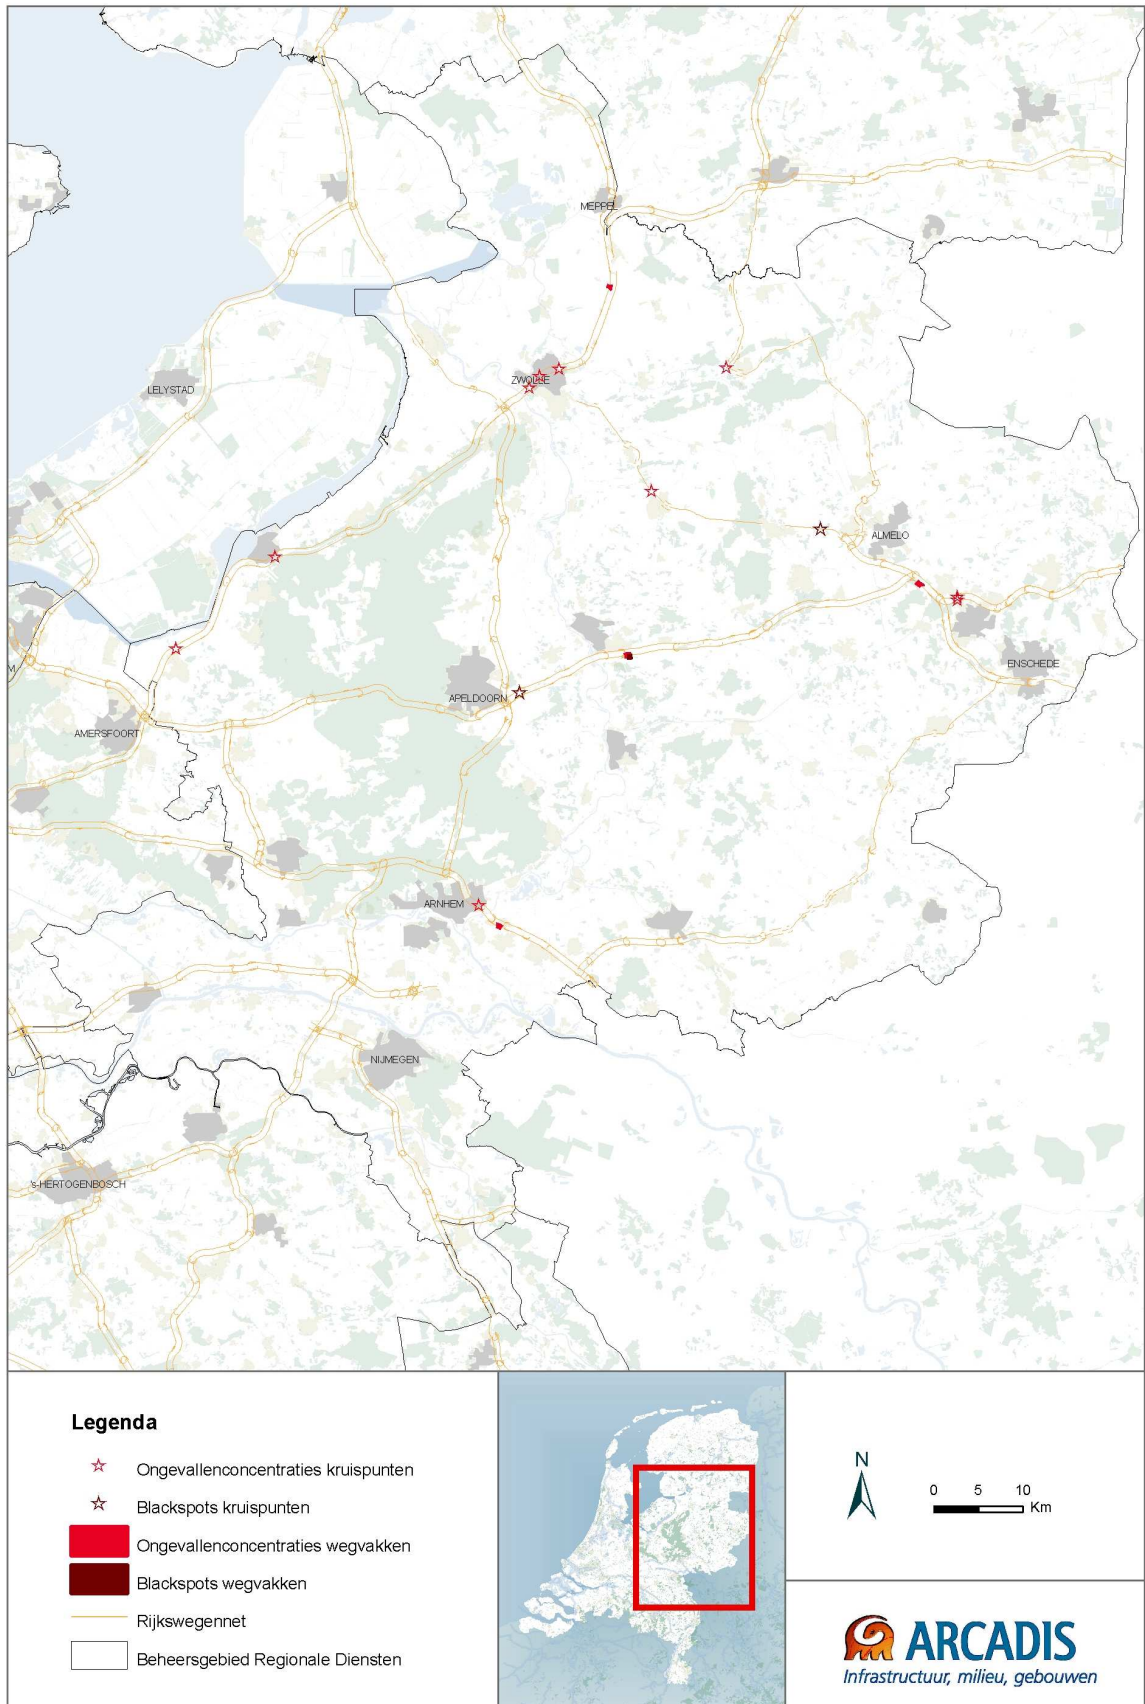 MEPPEL
ZWOLLE
LELYSTAD
ALMELO
ENSCHEDE
APELDOORN
M
AMERSFOORT
ARNHEM
NIJMEGEN
's-HERTOGENBOSCH
Legenda
Ongevallenconcentraties kruispunten
Blackspots kruispunten
Ongevallenconcentraties wegvakken
Blackspots wegvakken
Rijkswegennet
Beheersgebied Regionale Diensten
N
0 5 10
Km
ARCADIS
Infrastructuur, milieu, gebouwen